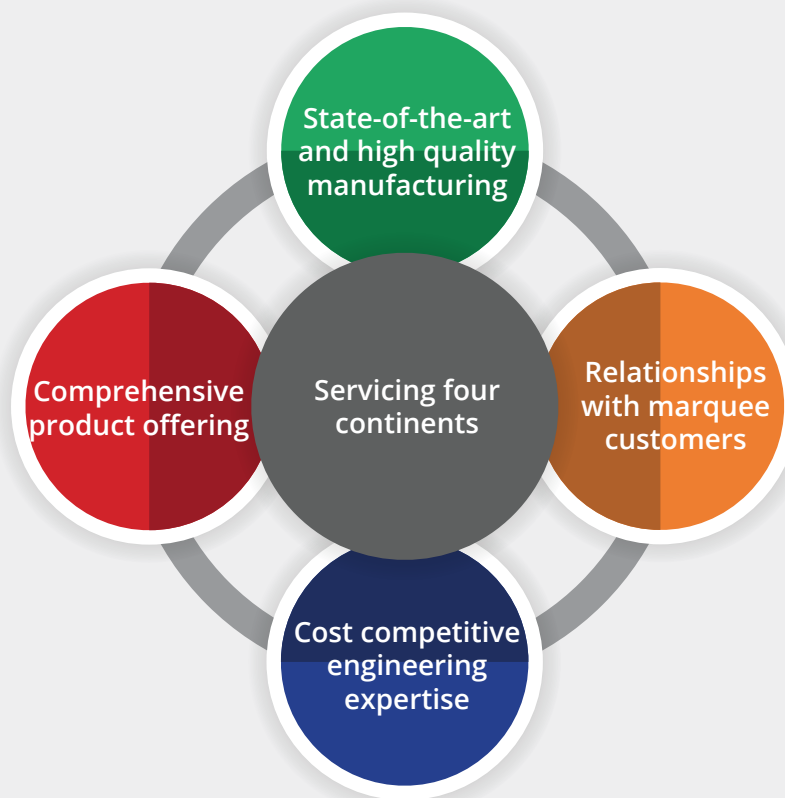 State-of-the-art
and high quality
manufacturing
Comprehensive
product offering
Servicing four
continents
Relationships
with marquee
customers
Cost competitive
engineering
expertise